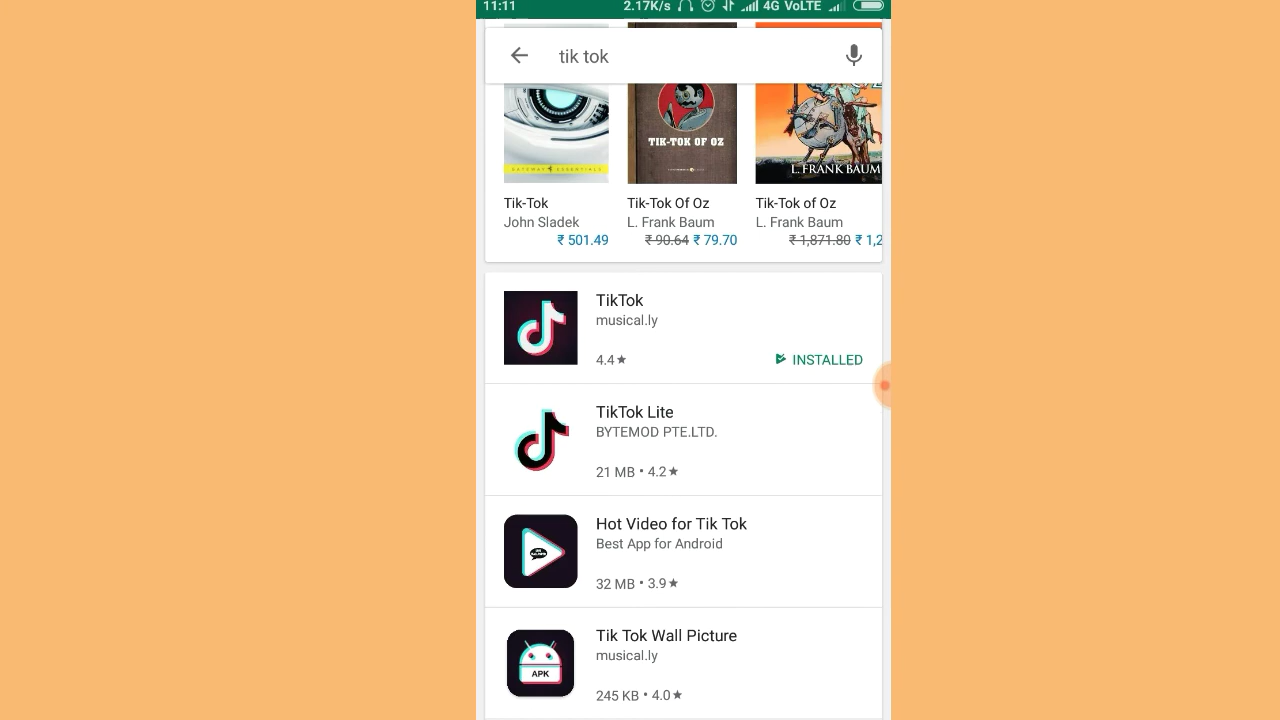 11:11 2.17K/s 4G VoLTE
tik tok
GATEWAY ESSENTIALS
TIK-TOK OF OZ
L. FRANK BAUM
Tik-Tok
John Sladek
₹ 501.49
Tik-Tok Of Oz
L. Frank Baum
₹ 90.64 ₹ 79.70
Tik-Tok of Oz
L. Frank Baum
₹ 1,871.80 ₹ 1,2
TikTok
musical.ly
4.4★ INSTALLED
TikTok Lite
BYTEMOD PTE.LTD.
21 MB • 4.2★
Hot Video for Tik Tok
Best App for Android
32 MB • 3.9★
Tik Tok Wall Picture
musical.ly
APK
245 KB • 4.0★